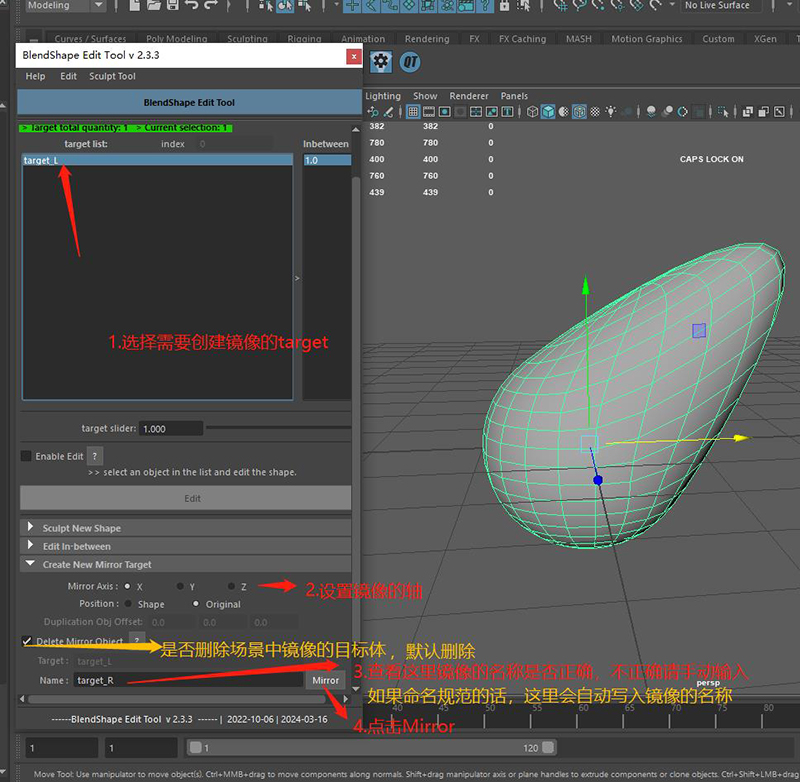 Modeling
No Live Surface
Curves / Surfaces Poly Modeling Sculpting Rigging Animation Rendering FX FX Caching MASH Motion Graphics Custom XGen
BlendShape Edit Tool v 2.3.3
x
Help Edit Sculpt Tool
QT
BlendShape Edit Tool
Lighting Show Renderer Panels
> Target total quantity: 1 > Current selection: 1
target list: index 0 Inbetween
target_L 1.0
382 382 0
780 780 0
400 400 0
760 760 0
439 439 0
CAPS LOCK ON
>
1.选择需要创建镜像的target
target slider: 1.000
Enable Edit ?
>> select an object in the list and edit the shape.
Edit
Sculpt New Shape
Edit In-between
Create New Mirror Target
Mirror Axis: X Y Z
2.设置镜像的轴
Position: Shape Original
Duplication Obj Offset: 0.0 0.0 0.0
Delete Mirror Object ?
是否删除场景中镜像的目标体，默认删除
Target: target_L
3.查看这里镜像的名称是否正确，不正确请手动输入
Name: target_R Mirror
persp
如果命名规范的话，这里会自动写入镜像的名称
4.点击Mirror
------BlendShape Edit Tool v 2.3.3 ------ | 2022-10-06 | 2024-03-16
40 45 50 55 60 65 70 75 80
1 1 1 120
Move Tool: Use manipulator to move object(s). Ctrl+MMB+drag to move components along normals. Shift+drag manipulator axis or plane handles to extrude components or clone objects. Ctrl+Shift+LMB+drag